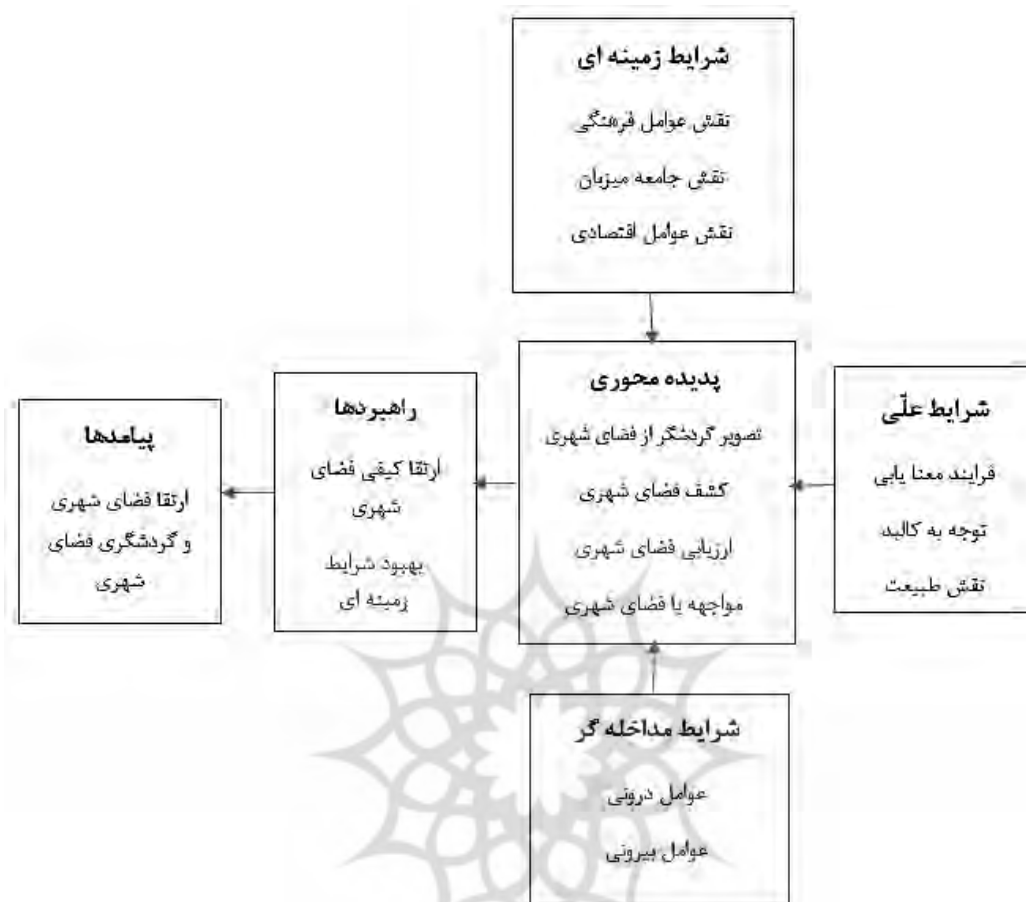 شرایط زمینه ای
نقش عوامل فرهنگی
نقش جامعه میزبان
نقش عوامل اقتصادی
شرایط علّی
فرایند معنا یابی
توجه به کالبد
نقش طبیعت
پدیده محوری
تصویر گردشگر از فضای شهری
کشف فضای شهری
ارزیابی فضای شهری
مواجهه با فضای شهری
راهبردها
ارتقا کیفی فضای
شهری
بهبود شرایط
زمینه ای
پیامدها
ارتقا فضای شهری
و گردشگری فضای
شهری
شرایط مداخله گر
عوامل درونی
عوامل بیرونی